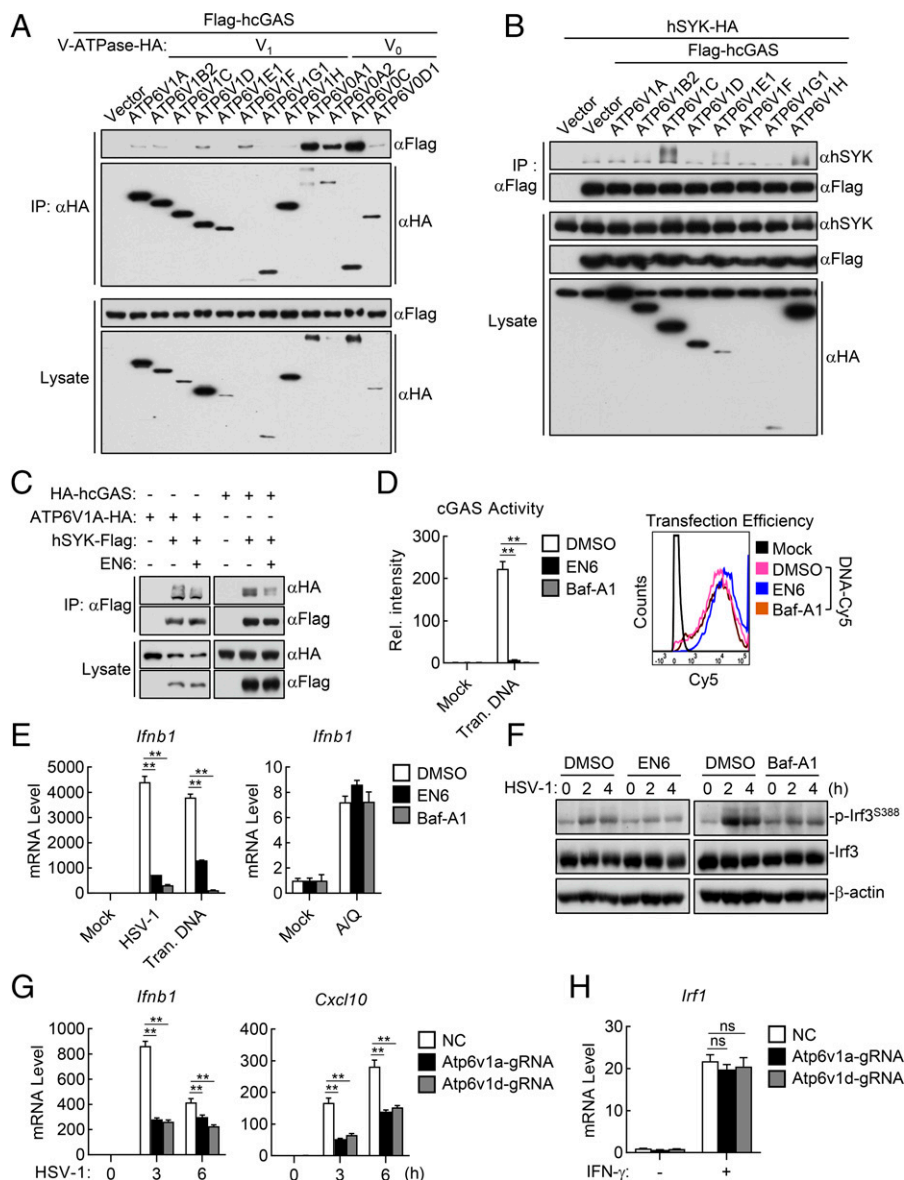 A
Flag-hcGAS
V-ATPase-HA: V1 V0
Vector ATP6V1A ATP6V1B2 ATP6V1C ATP6V1D ATP6V1E1 ATP6V1F ATP6V1G1 ATP6V1H ATP6V0A1 ATP6V0A2 ATP6V0C ATP6V0D1
αFlag
IP: αHA
αHA
αFlag
Lysate
αHA
B
hSYK-HA
Flag-hcGAS
Vector Vector ATP6V1A ATP6V1B2 ATP6V1C ATP6V1D ATP6V1E1 ATP6V1F ATP6V1G1 ATP6V1H
IP :
αFlag
αhSYK
αFlag
αhSYK
αFlag
Lysate
αHA
C
HA-hcGAS: - - - + + +
ATP6V1A-HA: + + + - - -
hSYK-Flag: - + + - + +
EN6: - - + - - +
IP: αFlag
αHA
αFlag
Lysate
αHA
αFlag
D
cGAS Activity
Rel. intensity
300
200
100
0
**
**
Mock
Tran. DNA
DMSO
EN6
Baf-A1
Transfection Efficiency
Counts
-10³ 0 10³ 10⁴ 10⁵
Cy5
Mock
DMSO
EN6
Baf-A1
DNA-Cy5
E
Ifnb1
mRNA Level
5000
4000
3000
2000
1000
0
**
**
**
**
Mock
HSV-1
Tran. DNA
Ifnb1
mRNA Level
10
8
6
4
2
0
Mock
A/Q
DMSO
EN6
Baf-A1
F
DMSO EN6 DMSO Baf-A1
HSV-1: 0 2 4 0 2 4 0 2 4 0 2 4 (h)
-p-Irf3S388
-Irf3
-β-actin
G
Ifnb1
mRNA Level
1000
800
600
400
200
0
**
**
**
**
HSV-1: 0 3 6
Cxcl10
400
300
200
100
0
**
**
**
**
0 3 6 (h)
NC
Atp6v1a-gRNA
Atp6v1d-gRNA
H
Irf1
mRNA Level
30
20
10
0
ns
ns
IFN-γ: - +
NC
Atp6v1a-gRNA
Atp6v1d-gRNA